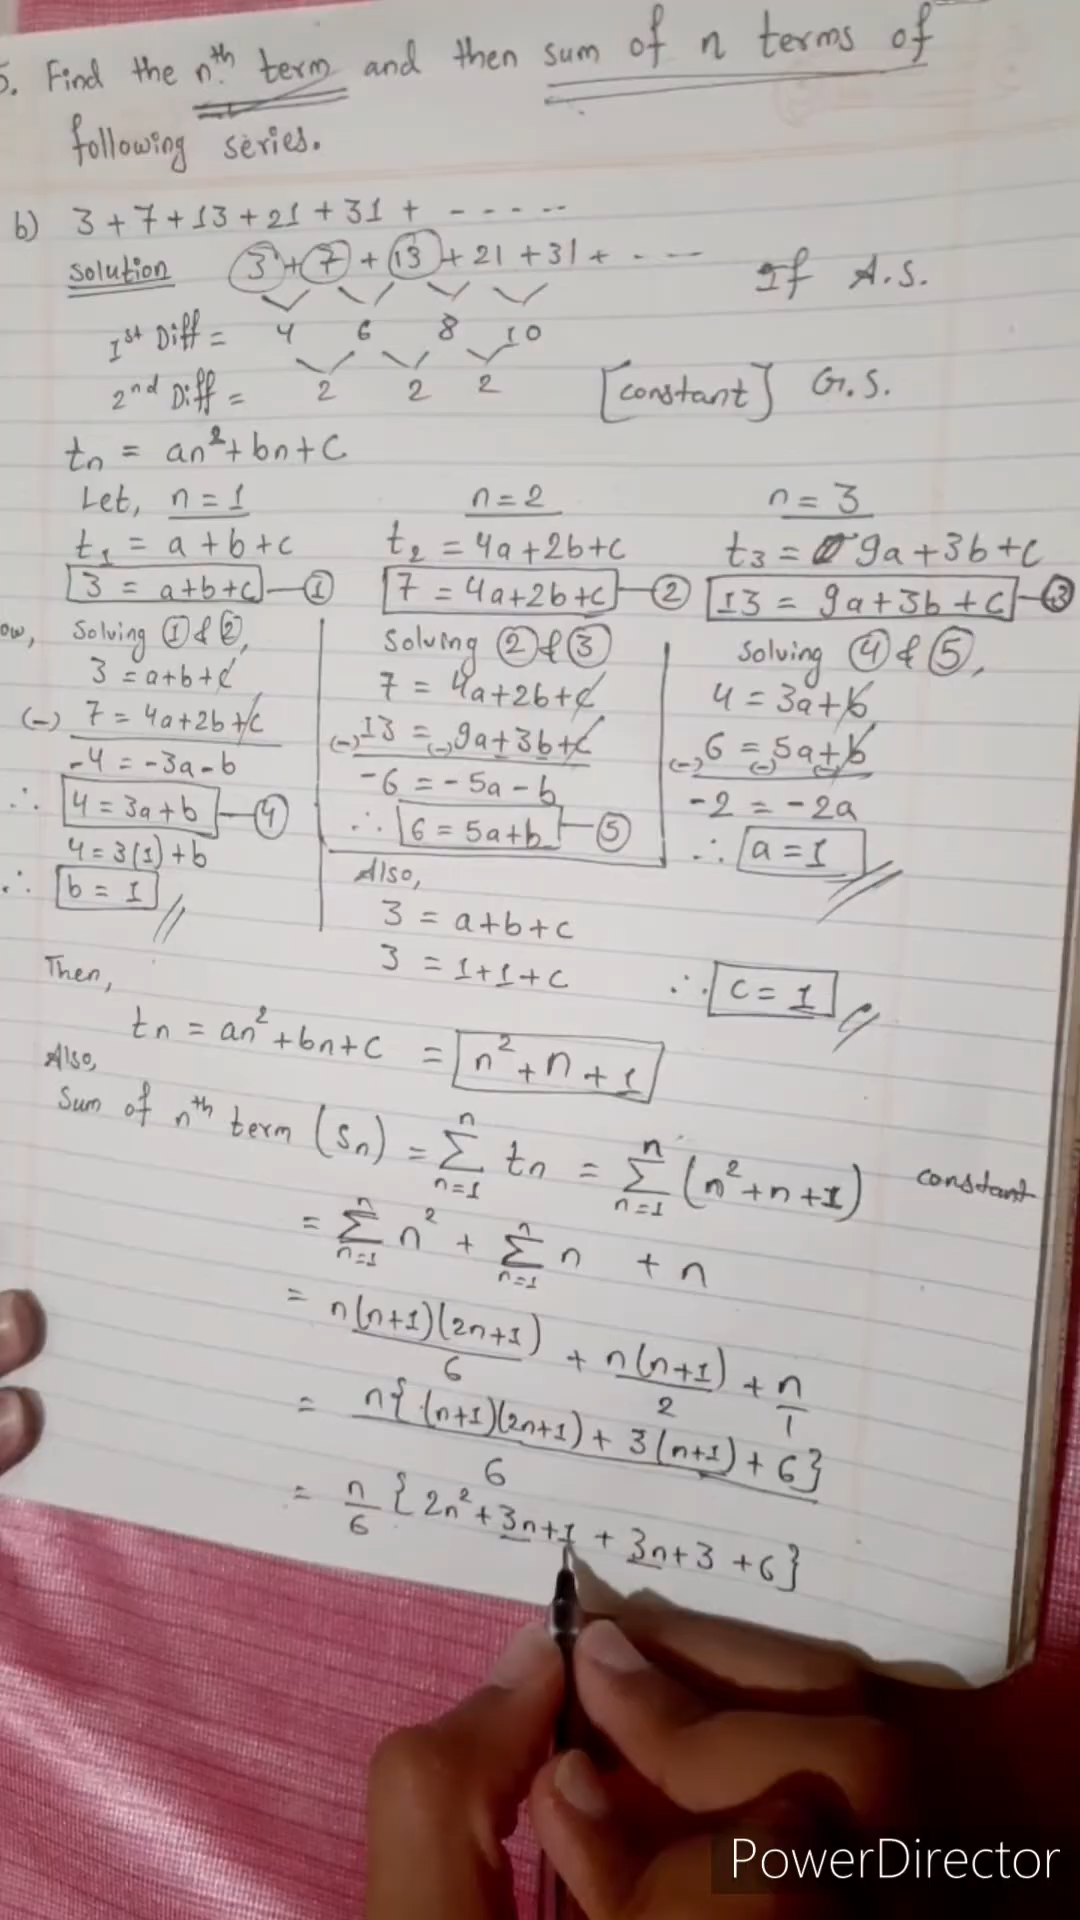 5. Find the nth term and then sum of n terms of
following series.
b) 3 + 7 + 13 + 21 + 31 + - - - - -
Solution 3 + 7 + 13 + 21 + 31 + - - - If A.S.
1st Diff = 4 6 8 10
2nd Diff = 2 2 2 [constant] G.S.
tn = an² + bn + c
Let, n = 1 n = 2 n = 3
t₁ = a + b + c t₂ = 4a + 2b + c t₃ = 9a + 3b + c
3 = a + b + c — ① 7 = 4a + 2b + c — ② 13 = 9a + 3b + c — ③
ow, Solving ① & ②,
3 = a + b + c
(-) 7 = 4a + 2b + c
-4 = -3a - b
∴ 4 = 3a + b — ④
4 = 3(1) + b
∴ b = 1
Solving ② & ③
7 = 4a + 2b + c
(-) 13 = (-) 9a + 3b + c
-6 = -5a - b
∴ 6 = 5a + b — ⑤
Solving ④ & ⑤,
4 = 3a + b
(-) 6 = (-) 5a + (-) b
-2 = -2a
∴ a = 1
Also,
3 = a + b + c
3 = 1 + 1 + c ∴ c = 1
Then,
tn = an² + bn + c = n² + n + 1
Also,
Sum of nth term (Sn) = n Σ n=1 tn = n Σ n=1 (n² + n + 1) constant
= n Σ n=1 n² + n Σ n=1 n + n
= n(n+1)(2n+1)/6 + n(n+1)/2 + n/1
= n{(n+1)(2n+1) + 3(n+1) + 6}/6
= n/6 {2n² + 3n + 1 + 3n + 3 + 6}
PowerDirector